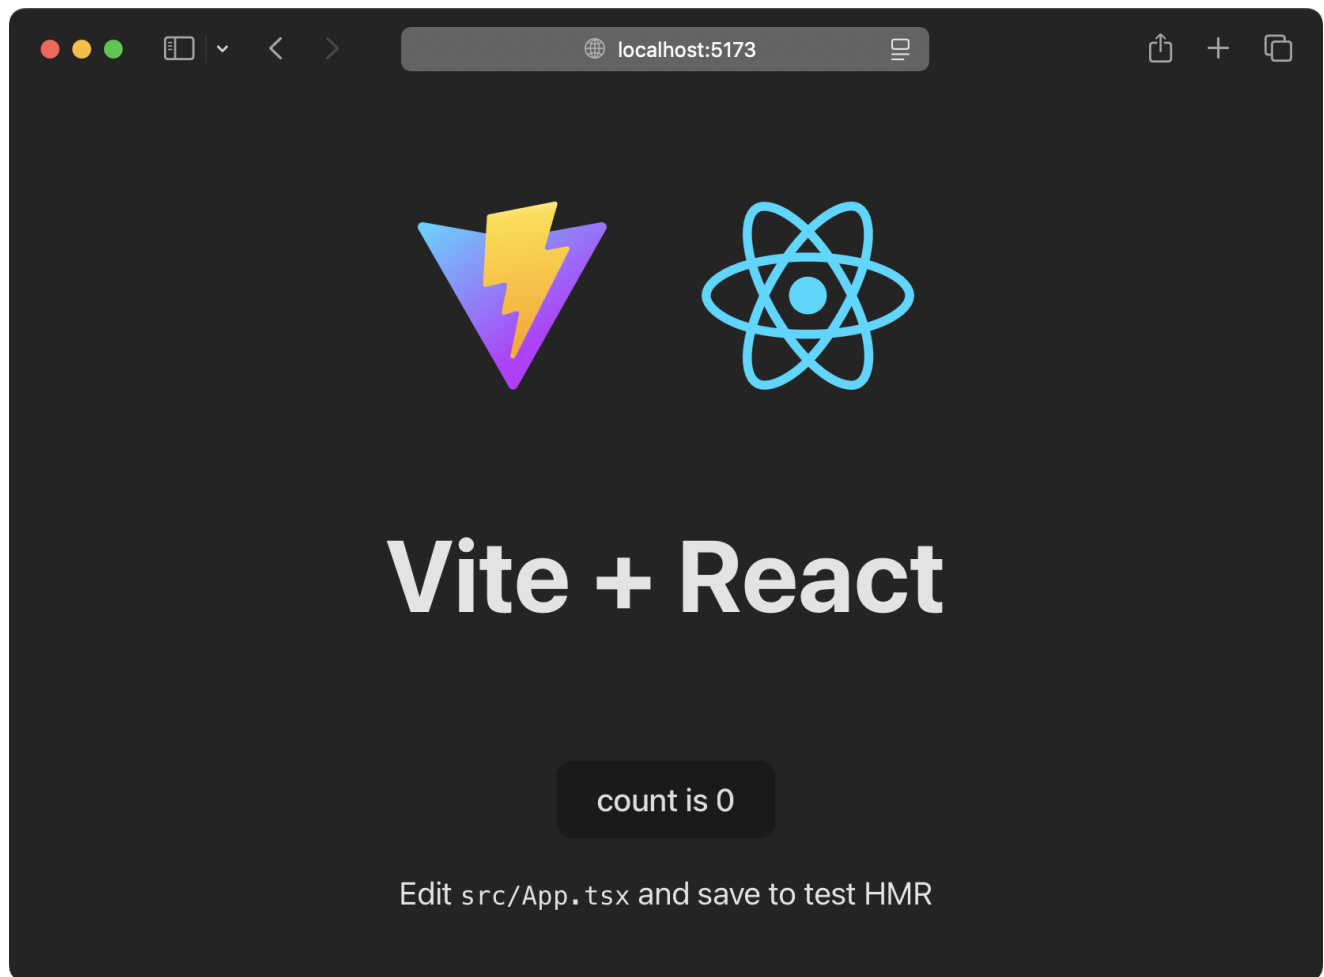 localhost:5173
Vite + React
count is 0
Edit src/App.tsx and save to test HMR